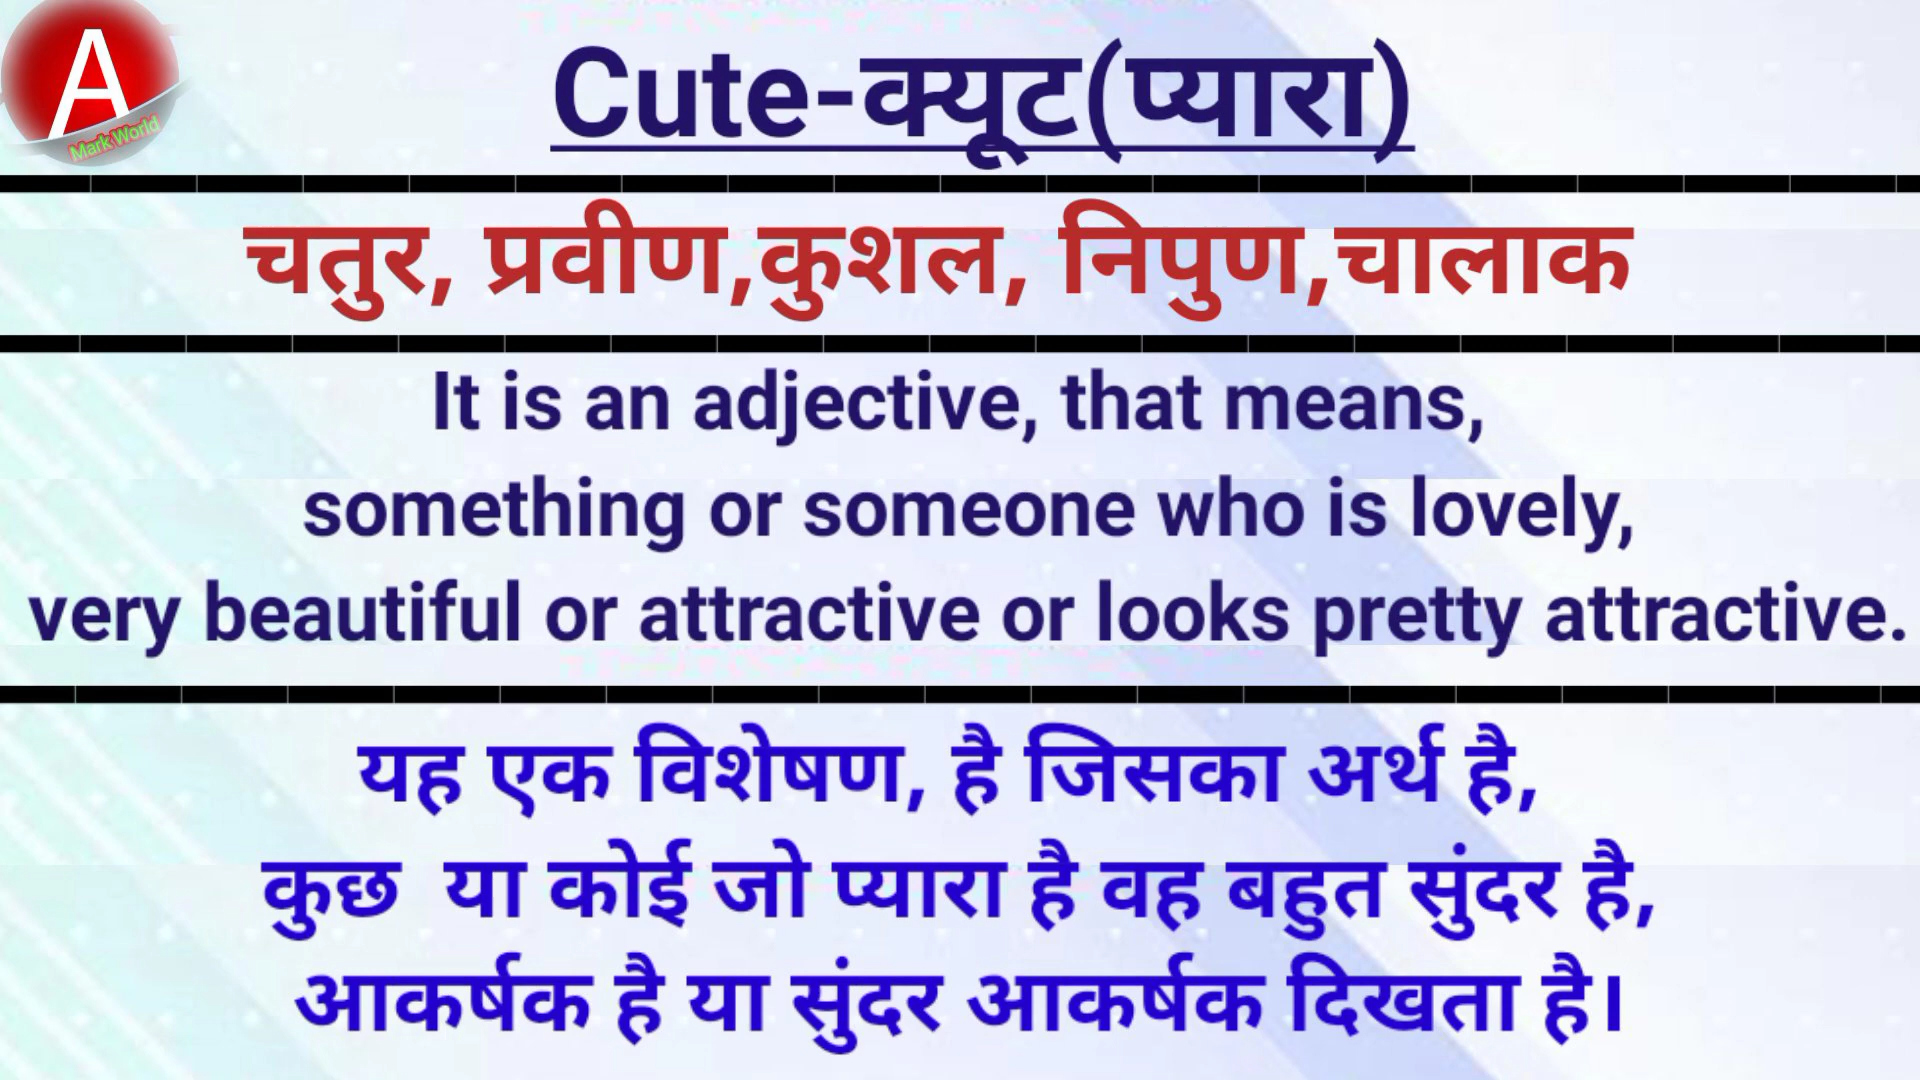 A
Mark World
Cute-क्यूट(प्यारा)
चतुर, प्रवीण,कुशल, निपुण,चालाक
It is an adjective, that means,
something or someone who is lovely,
very beautiful or attractive or looks pretty attractive.
यह एक विशेषण, है जिसका अर्थ है,
कुछ या कोई जो प्यारा है वह बहुत सुंदर है,
आकर्षक है या सुंदर आकर्षक दिखता है।